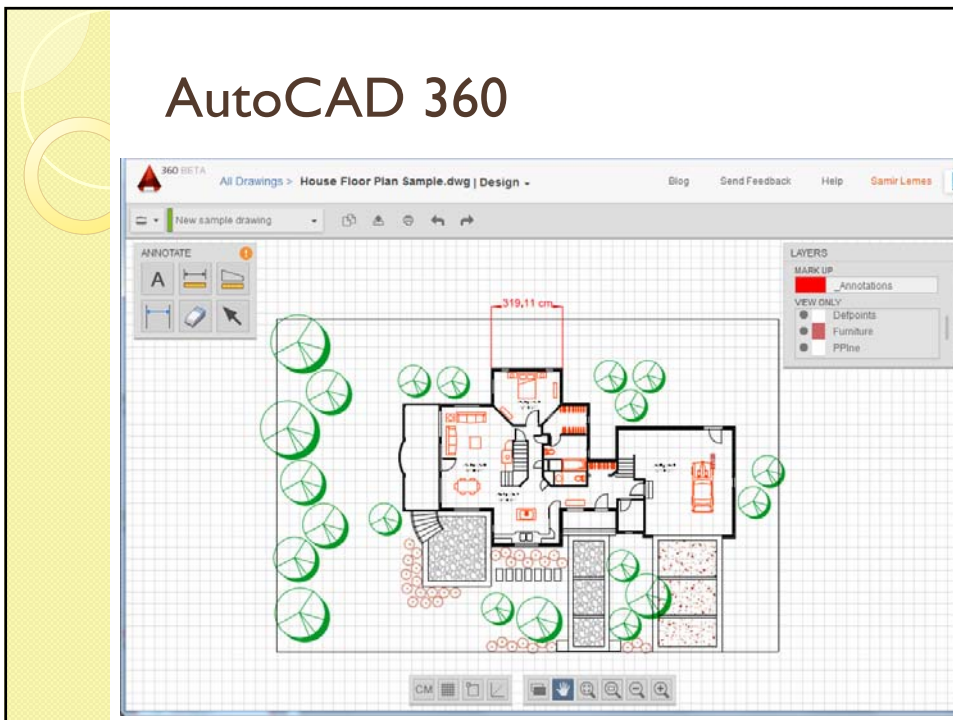 AutoCAD 360
360 BETA
All Drawings > House Floor Plan Sample.dwg | Design
Blog Send Feedback Help Samir Lemes
New sample drawing
ANNOTATE
!
A
LAYERS
MARK UP
_Annotations
VIEW ONLY
Defpoints
Furniture
PPlne
319,11 cm
CM